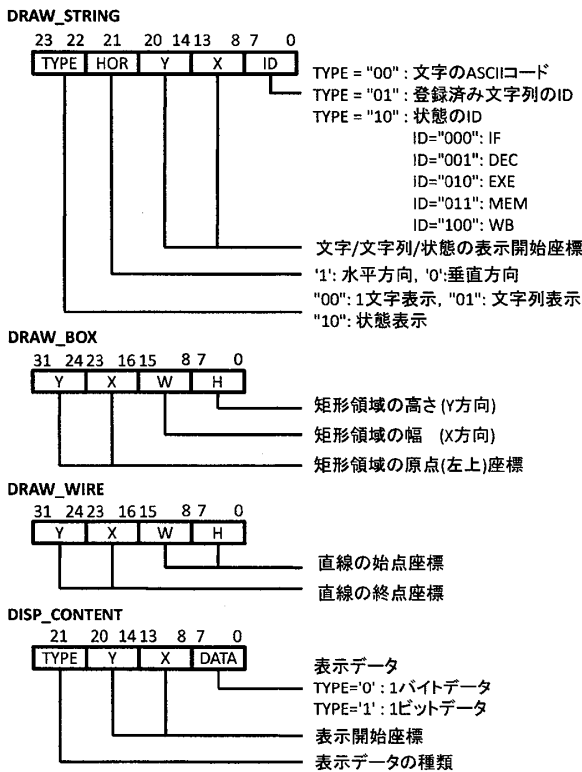 DRAW_STRING
23 22 21 20 14 13 8 7 0
TYPE HOR Y X ID
TYPE = "00" : 文字のASCIIコード
TYPE = "01" : 登録済み文字列のID
TYPE = "10" : 状態のID
ID="000": IF
ID="001": DEC
ID="010": EXE
ID="011": MEM
ID="100": WB
文字/文字列/状態の表示開始座標
'1': 水平方向, '0':垂直方向
"00": 1文字表示, "01": 文字列表示
"10": 状態表示
DRAW_BOX
31 24 23 16 15 8 7 0
Y X W H
矩形領域の高さ(Y方向)
矩形領域の幅 (X方向)
矩形領域の原点(左上)座標
DRAW_WIRE
31 24 23 16 15 8 7 0
Y X W H
直線の始点座標
直線の終点座標
DISP_CONTENT
21 20 14 13 8 7 0
TYPE Y X DATA
表示データ
TYPE='0' : 1バイトデータ
TYPE='1' : 1ビットデータ
表示開始座標
表示データの種類